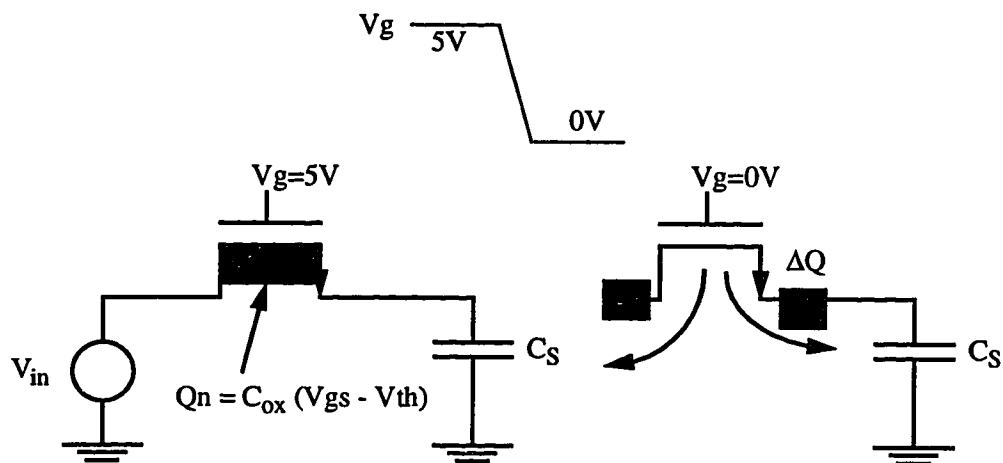 Vg
5V
0V
Vg=5V
Vg=0V
ΔQ
Vin
Qn = Cox (Vgs - Vth)
CS
CS